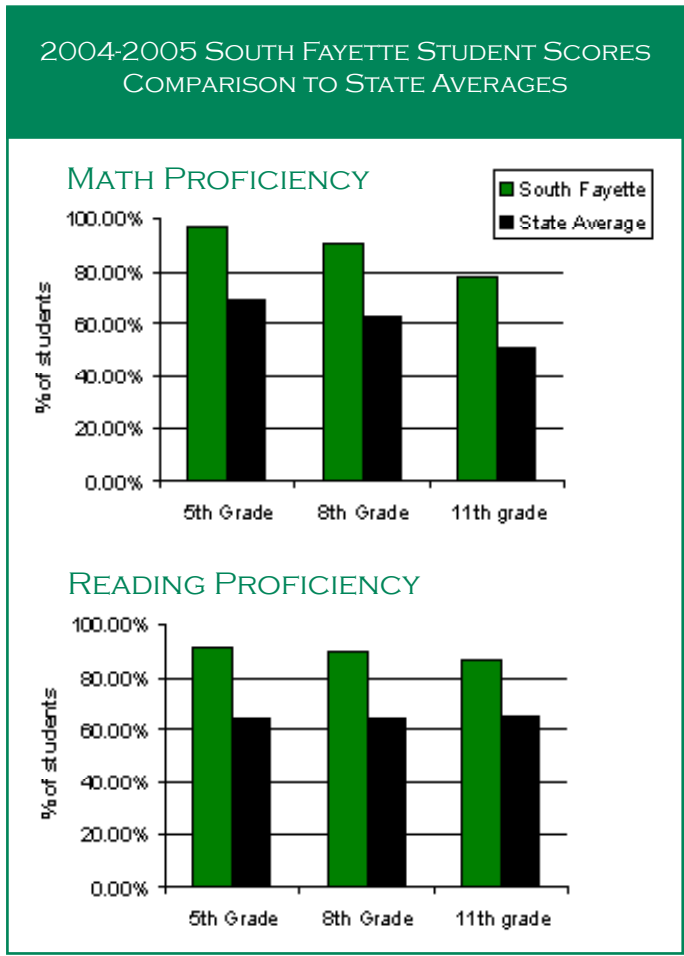 2004-2005 South Fayette Student Scores
Comparison to State Averages
Math Proficiency
South Fayette
State Average
100.00%
80.00%
60.00%
40.00%
20.00%
0.00%
% of students
5th Grade 8th Grade 11th grade
Reading Proficiency
100.00%
80.00%
60.00%
40.00%
20.00%
0.00%
% of students
5th Grade 8th Grade 11th grade